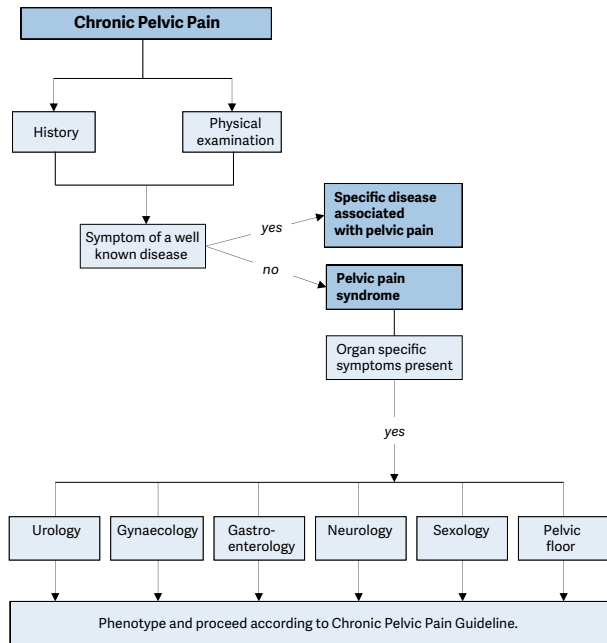 Chronic Pelvic Pain
History
Physical
examination
Symptom of a well
known disease
yes
no
Specific disease
associated
with pelvic pain
Pelvic pain
syndrome
Organ specific
symptoms present
yes
Urology
Gynaecology
Gastro-
enterology
Neurology
Sexology
Pelvic
floor
Phenotype and proceed according to Chronic Pelvic Pain Guideline.